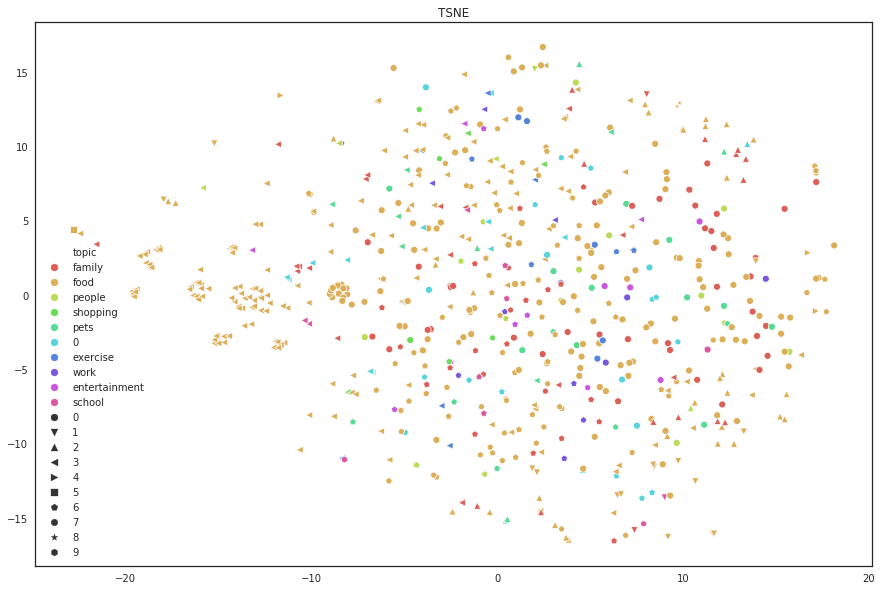 TSNE
15
10
5
0
−5
−10
−15
−20
−10
0
10
20
topic
family
food
people
shopping
pets
0
exercise
work
entertainment
school
0
1
2
3
4
5
6
7
8
9